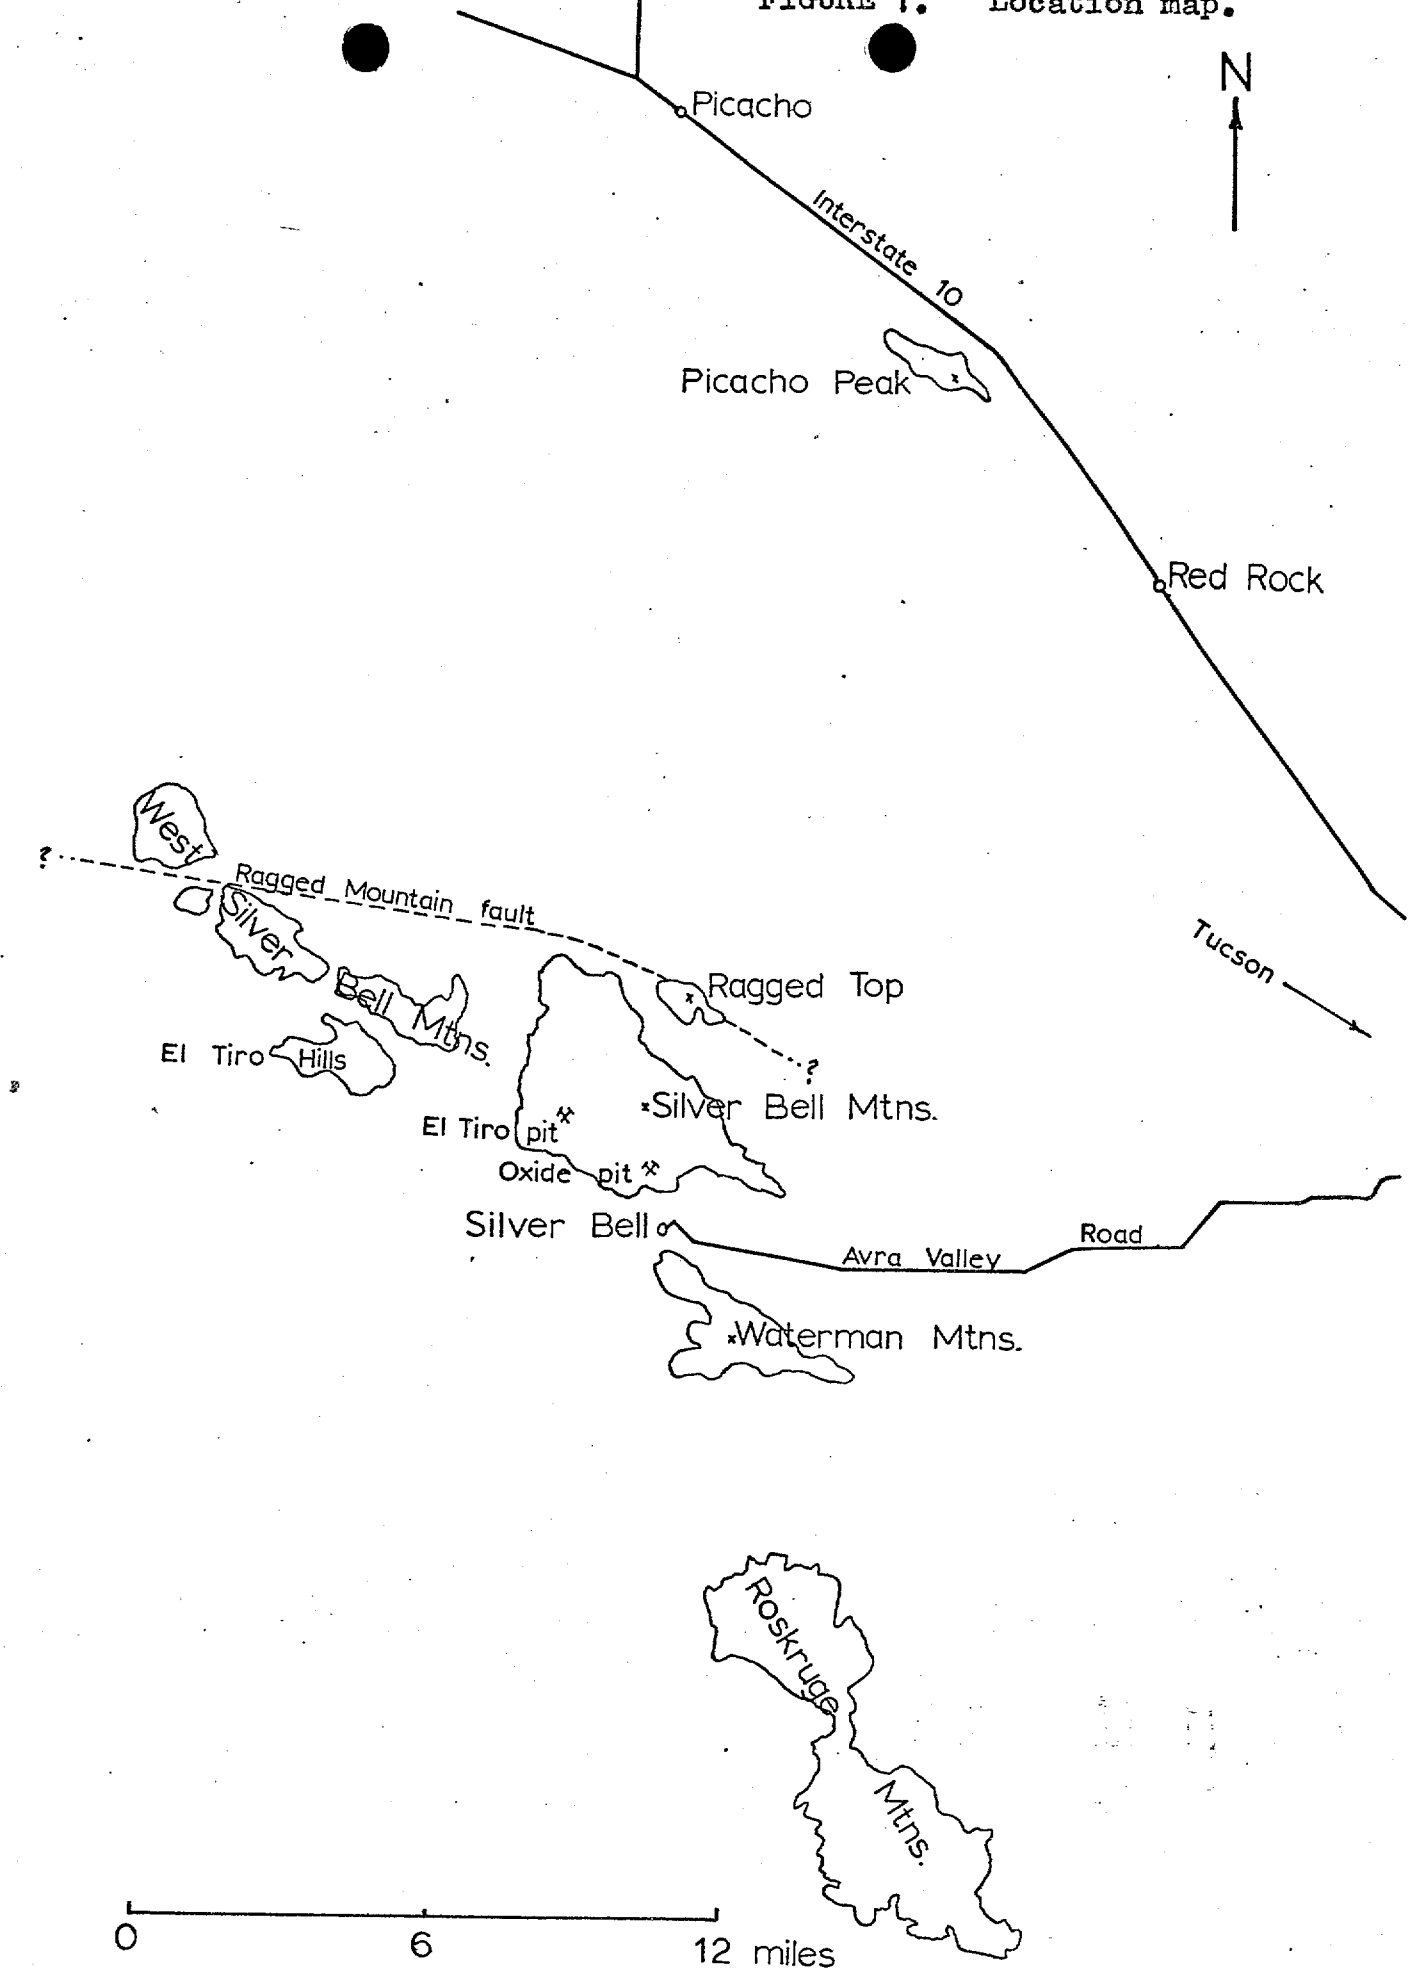 FIGURE 1. Location map.
N
Picacho
Interstate 10
Picacho Peak
Red Rock
West
?
Ragged Mountain fault
Silver
Tucson
Bell Mtns.
Ragged Top
El Tiro Hills
?
Silver Bell Mtns.
El Tiro pit
Oxide pit
Silver Bell
Avra Valley Road
Waterman Mtns.
Roskruge
Mtns.
0 6 12 miles